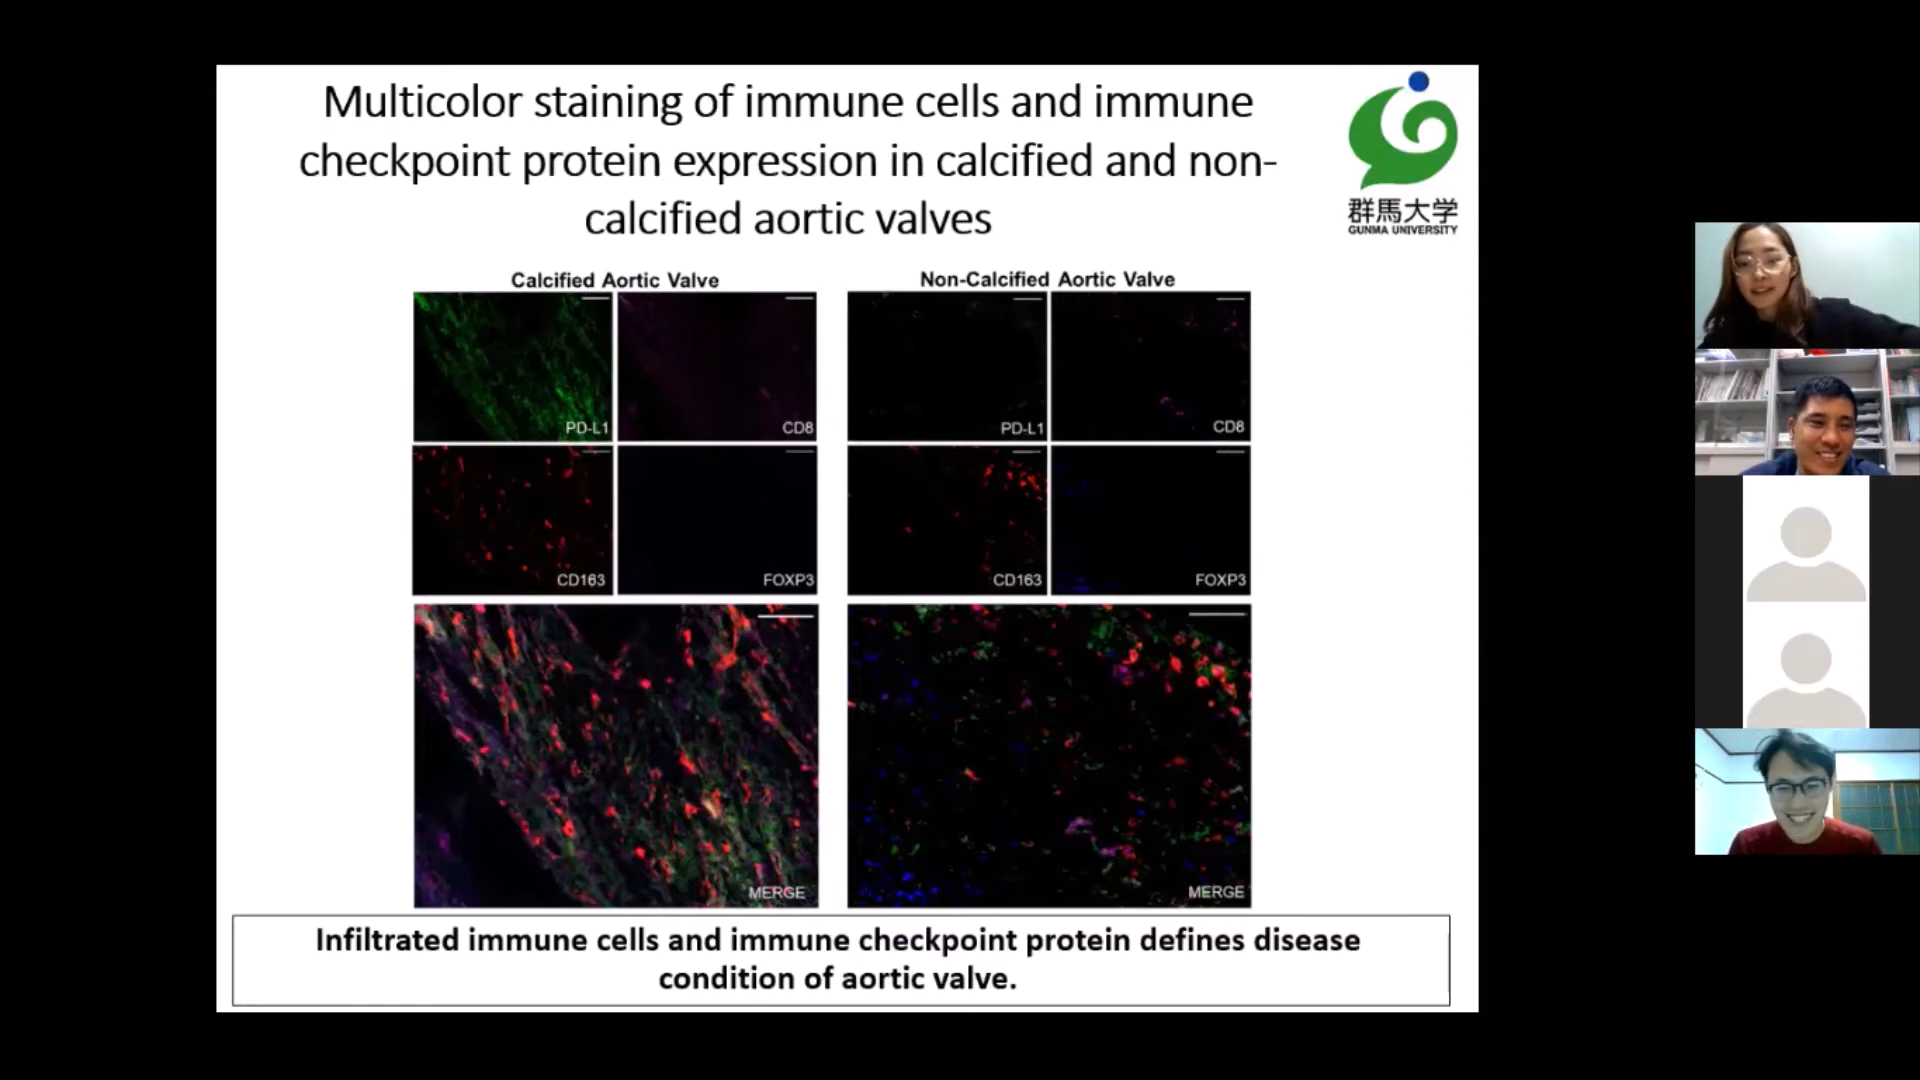 Multicolor staining of immune cells and immune
checkpoint protein expression in calcified and non-
calcified aortic valves
群馬大学
GUNMA UNIVERSITY
Calcified Aortic Valve
Non-Calcified Aortic Valve
PD-L1
CD8
PD-L1
CD8
CD163
FOXP3
CD163
FOXP3
MERGE
MERGE
Infiltrated immune cells and immune checkpoint protein defines disease
condition of aortic valve.